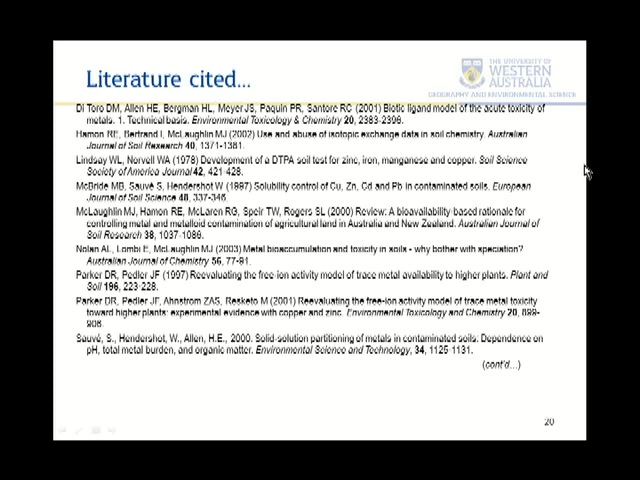 Literature cited...
THE UNIVERSITY OF
WESTERN
AUSTRALIA
GEOGRAPHY AND ENVIRONMENTAL SCIENCE
Di Toro DM, Allen HE, Bergman HL, Meyer JS, Paquin PR, Santore RC (2001) Biotic ligand model of the acute toxicity of
metals. 1. Technical basis. Environmental Toxicology & Chemistry 20, 2383-2396.
Hamon RE, Bertrand I, McLaughlin MJ (2002) Use and abuse of isotopic exchange data in soil chemistry. Australian
Journal of Soil Research 40, 1371-1381.
Lindsay WL, Norvell WA (1978) Development of a DTPA soil test for zinc, iron, manganese and copper. Soil Science
Society of America Journal 42, 421-428.
McBride MB, Sauvé S, Hendershot W (1997) Solubility control of Cu, Zn, Cd and Pb in contaminated soils. European
Journal of Soil Science 48, 337-346.
McLaughlin MJ, Hamon RE, McLaren RG, Speir TW, Rogers SL (2000) Review: A bioavailability-based rationale for
controlling metal and metalloid contamination of agricultural land in Australia and New Zealand. Australian Journal of
Soil Research 38, 1037-1086.
Nolan AL, Lombi E, McLaughlin MJ (2003) Metal bioaccumulation and toxicity in soils - why bother with speciation?
Australian Journal of Chemistry 56, 77-91.
Parker DR, Pedler JF (1997) Reevaluating the free-ion activity model of trace metal availability to higher plants. Plant and
Soil 196, 223-228.
Parker DR, Pedler JF, Ahnstrom ZAS, Resketo M (2001) Reevaluating the free-ion activity model of trace metal toxicity
toward higher plants: experimental evidence with copper and zinc. Environmental Toxicology and Chemistry 20, 899-
906.
Sauvé, S., Hendershot, W., Allen, H.E., 2000. Solid-solution partitioning of metals in contaminated soils: Dependence on
pH, total metal burden, and organic matter. Environmental Science and Technology, 34, 1125-1131.
(cont'd...)
20